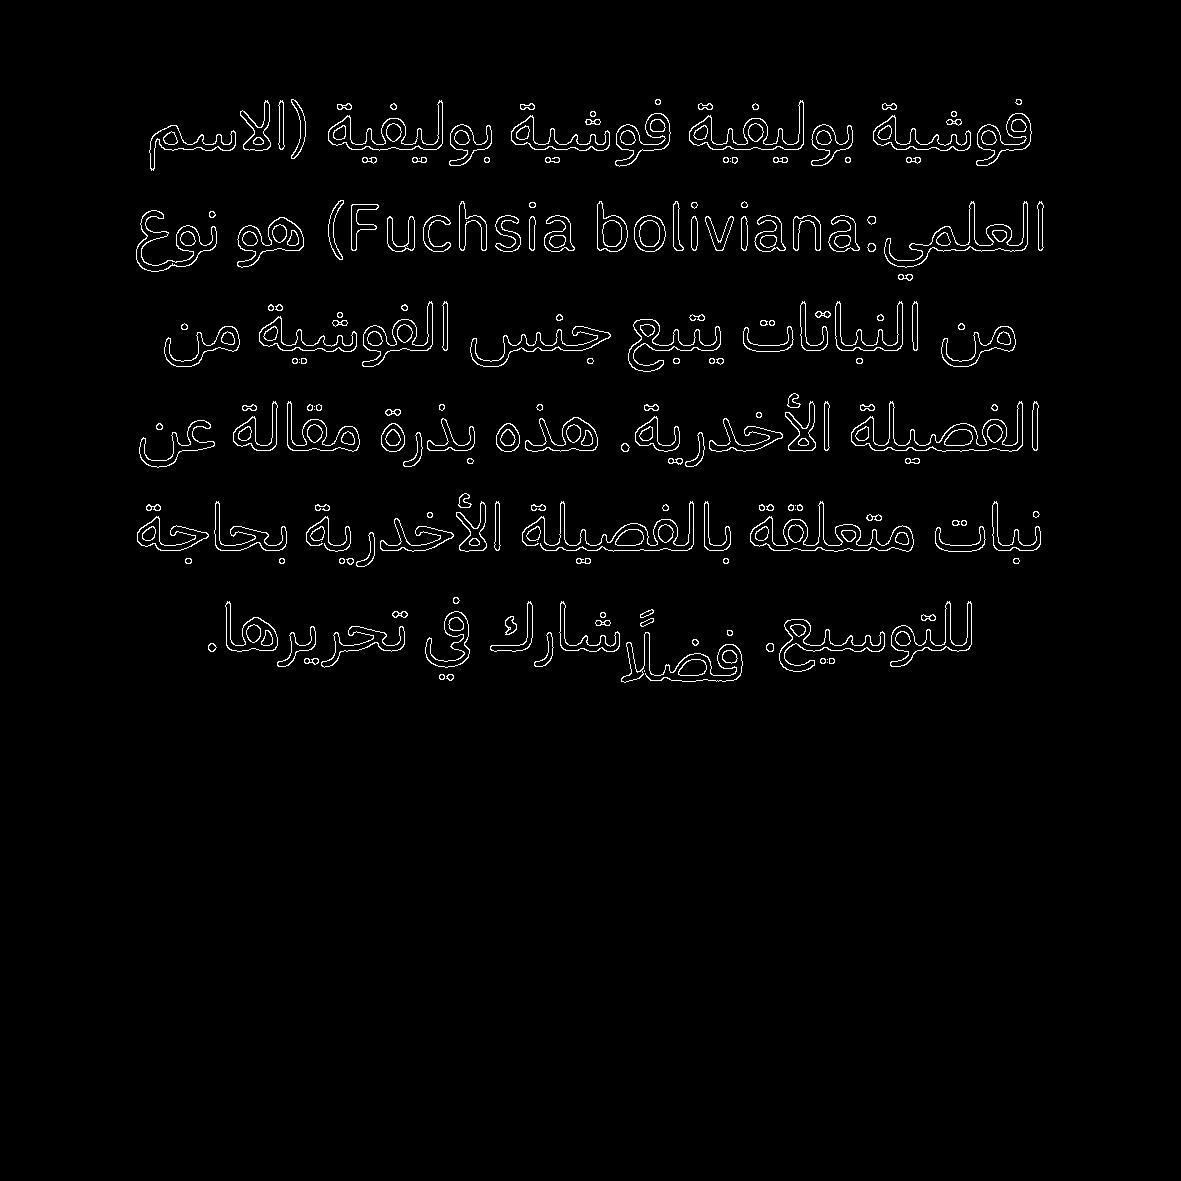 فوشية بوليفية فوشية بوليفية (الاسم
العلمي:Fuchsia boliviana) هو نوع
من النباتات يتبع جنس الفوشية من
الفصيلة الأخدرية. هذه بذرة مقالة عن
نبات متعلقة بالفصيلة الأخدرية بحاجة
للتوسيع. فضلًا شارك في تحريرها.